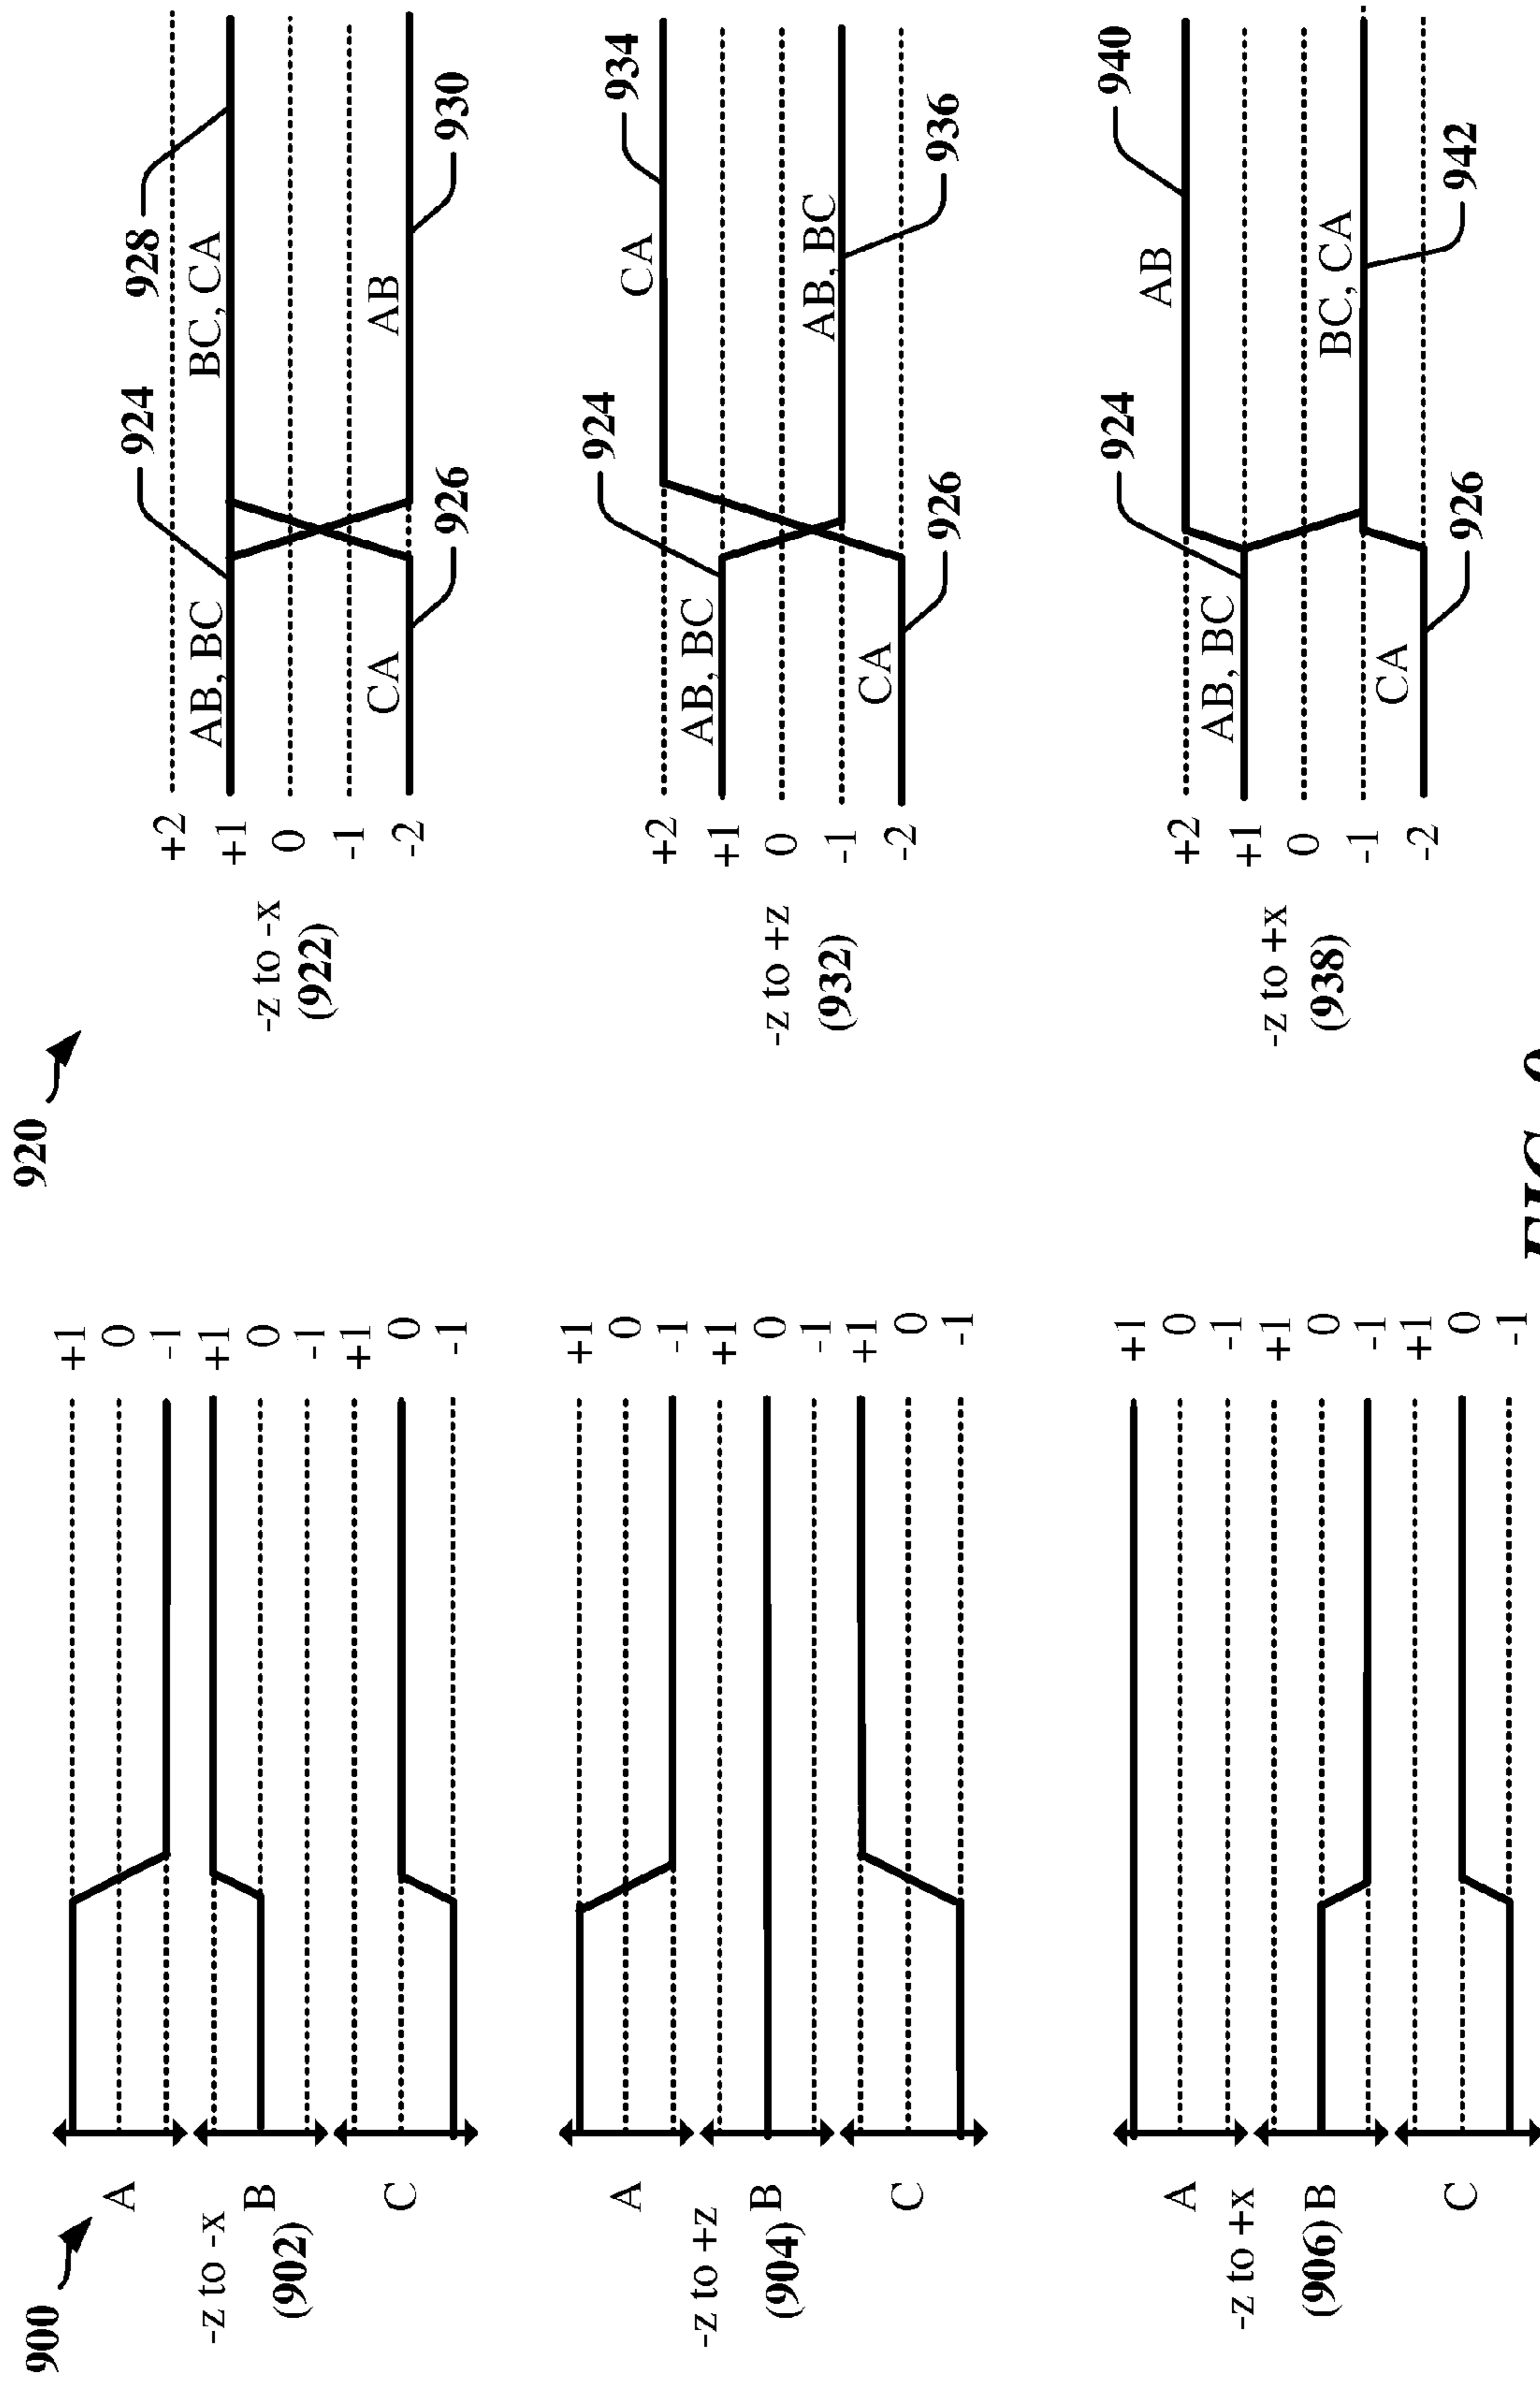 900
A
-z to -x
B
(902)
C
+1
0
-1
+1
0
-1
+1
0
-1
A
-z to +z
B
(904)
C
+1
0
-1
+1
0
-1
+1
0
-1
A
-z to +x
(906) B
C
+1
0
-1
+1
0
-1
+1
0
-1
920
-z to -x
(922)
+2
+1
0
-1
-2
924
928
AB, BC
BC, CA
CA
AB
926
930
-z to +z
(932)
+2
+1
0
-1
-2
924
934
CA
AB, BC
AB, BC
CA
926
936
-z to +x
(938)
+2
+1
0
-1
-2
924
940
AB
AB, BC
BC, CA
CA
926
942
FIG. 9